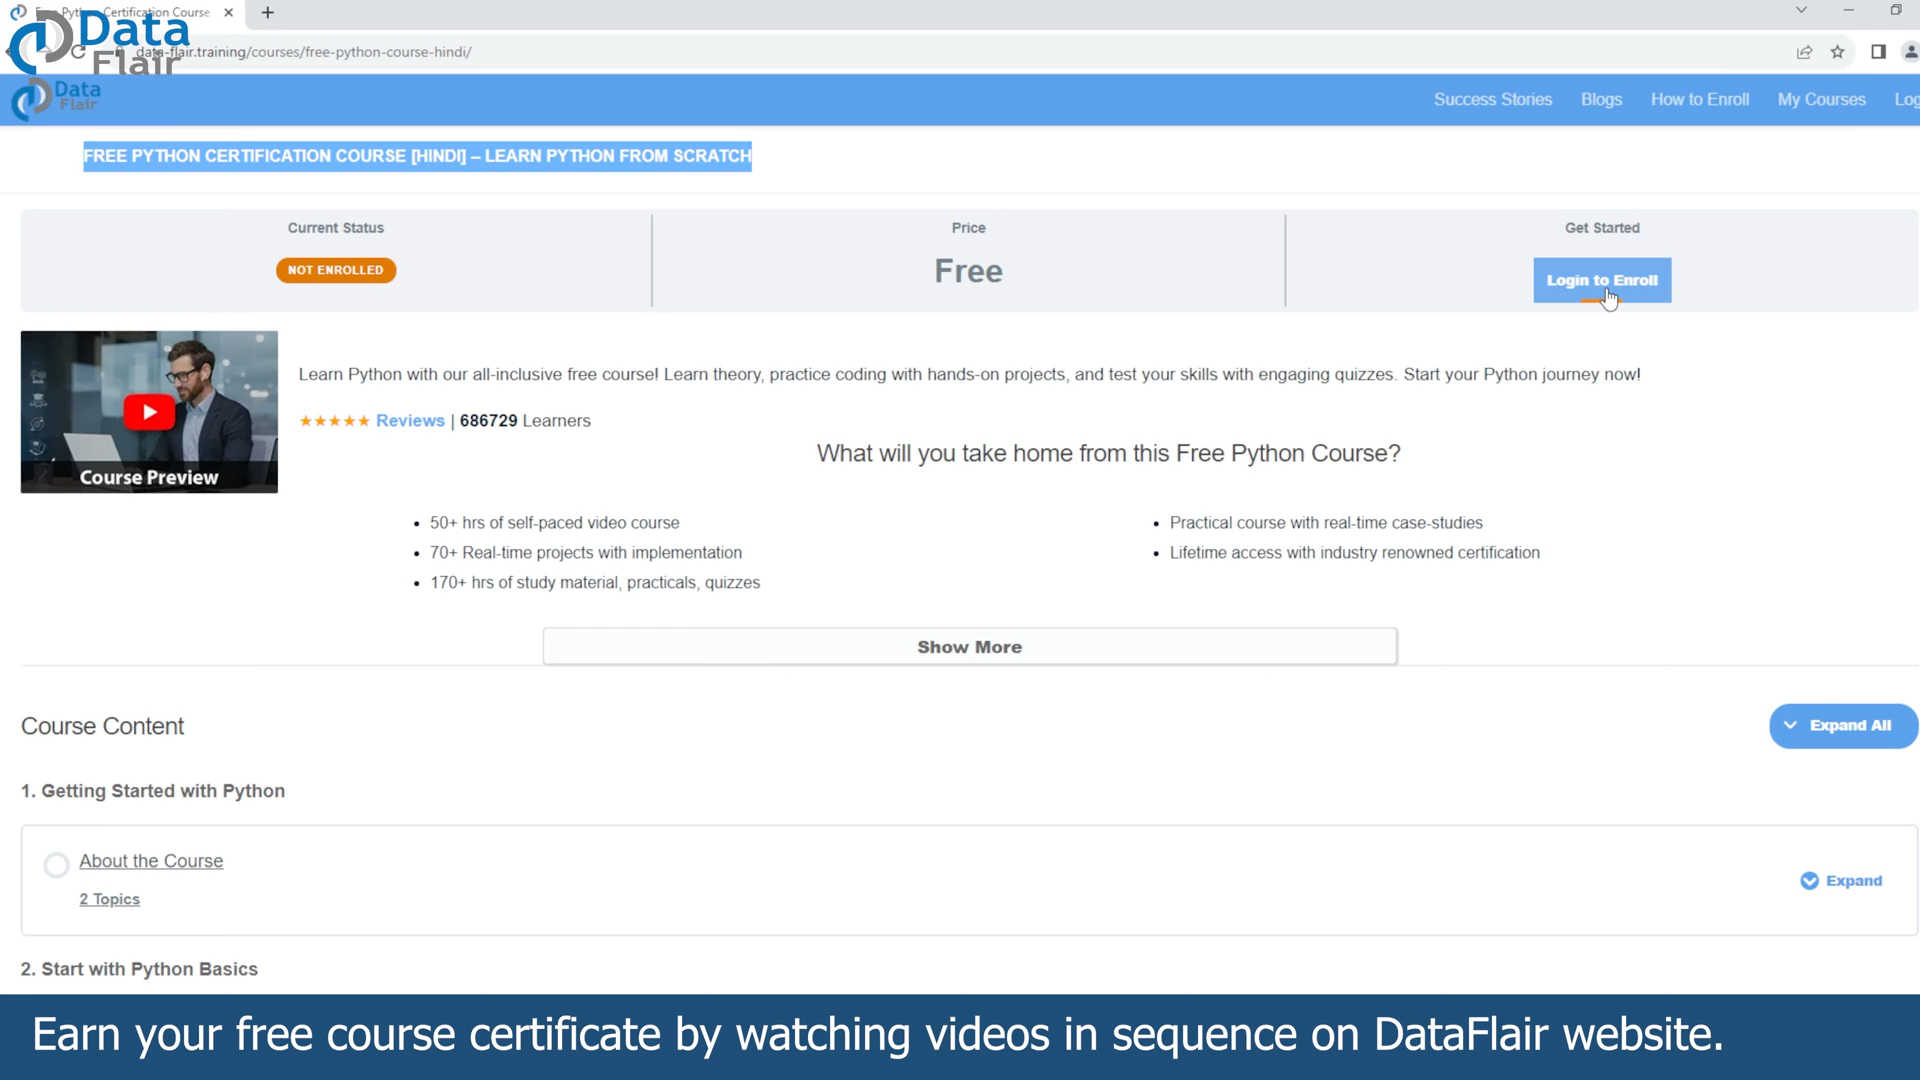 Free Python Certification Course
Data
Flair
data-flair.training/courses/free-python-course-hindi/
Data
Flair
Success Stories
Blogs
How to Enroll
My Courses
Log
FREE PYTHON CERTIFICATION COURSE [HINDI] – LEARN PYTHON FROM SCRATCH
Current Status
NOT ENROLLED
Price
Free
Get Started
Login to Enroll
Course Preview
Learn Python with our all-inclusive free course! Learn theory, practice coding with hands-on projects, and test your skills with engaging quizzes. Start your Python journey now!
★★★★★ Reviews | 686729 Learners
What will you take home from this Free Python Course?
• 50+ hrs of self-paced video course
• 70+ Real-time projects with implementation
• 170+ hrs of study material, practicals, quizzes
• Practical course with real-time case-studies
• Lifetime access with industry renowned certification
Show More
Course Content
Expand All
1. Getting Started with Python
About the Course
2 Topics
Expand
2. Start with Python Basics
Earn your free course certificate by watching videos in sequence on DataFlair website.